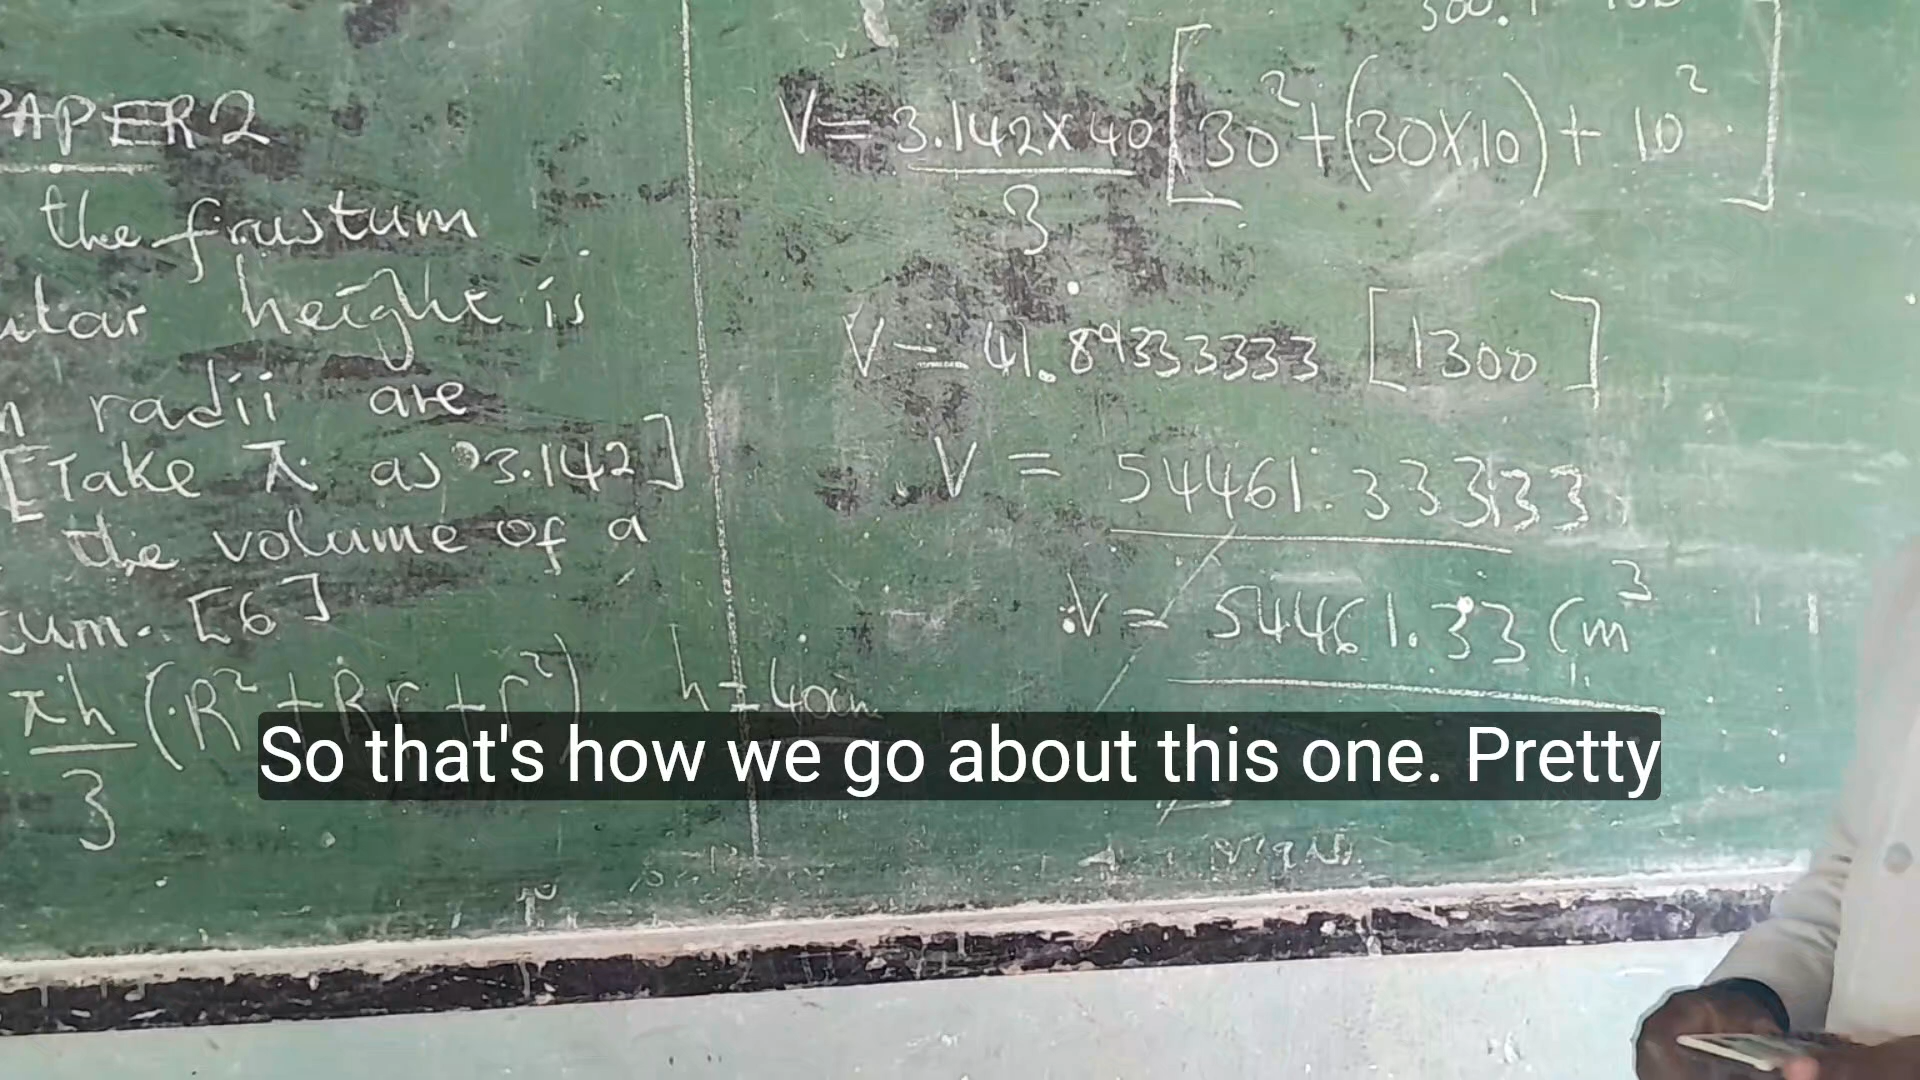 PAPER 2
the frustum
height is
radii are
[Take π as 3.142]
the volume of a
[6]
πh/3 (R² + Rr + r²)
h = 40cm
V = 3.142 × 40/3 [30² + (30 × 10) + 10²]
V = 41.89333333 [1300]
V = 54461.333133
∴V = 54461.33 Cm³
So that's how we go about this one. Pretty